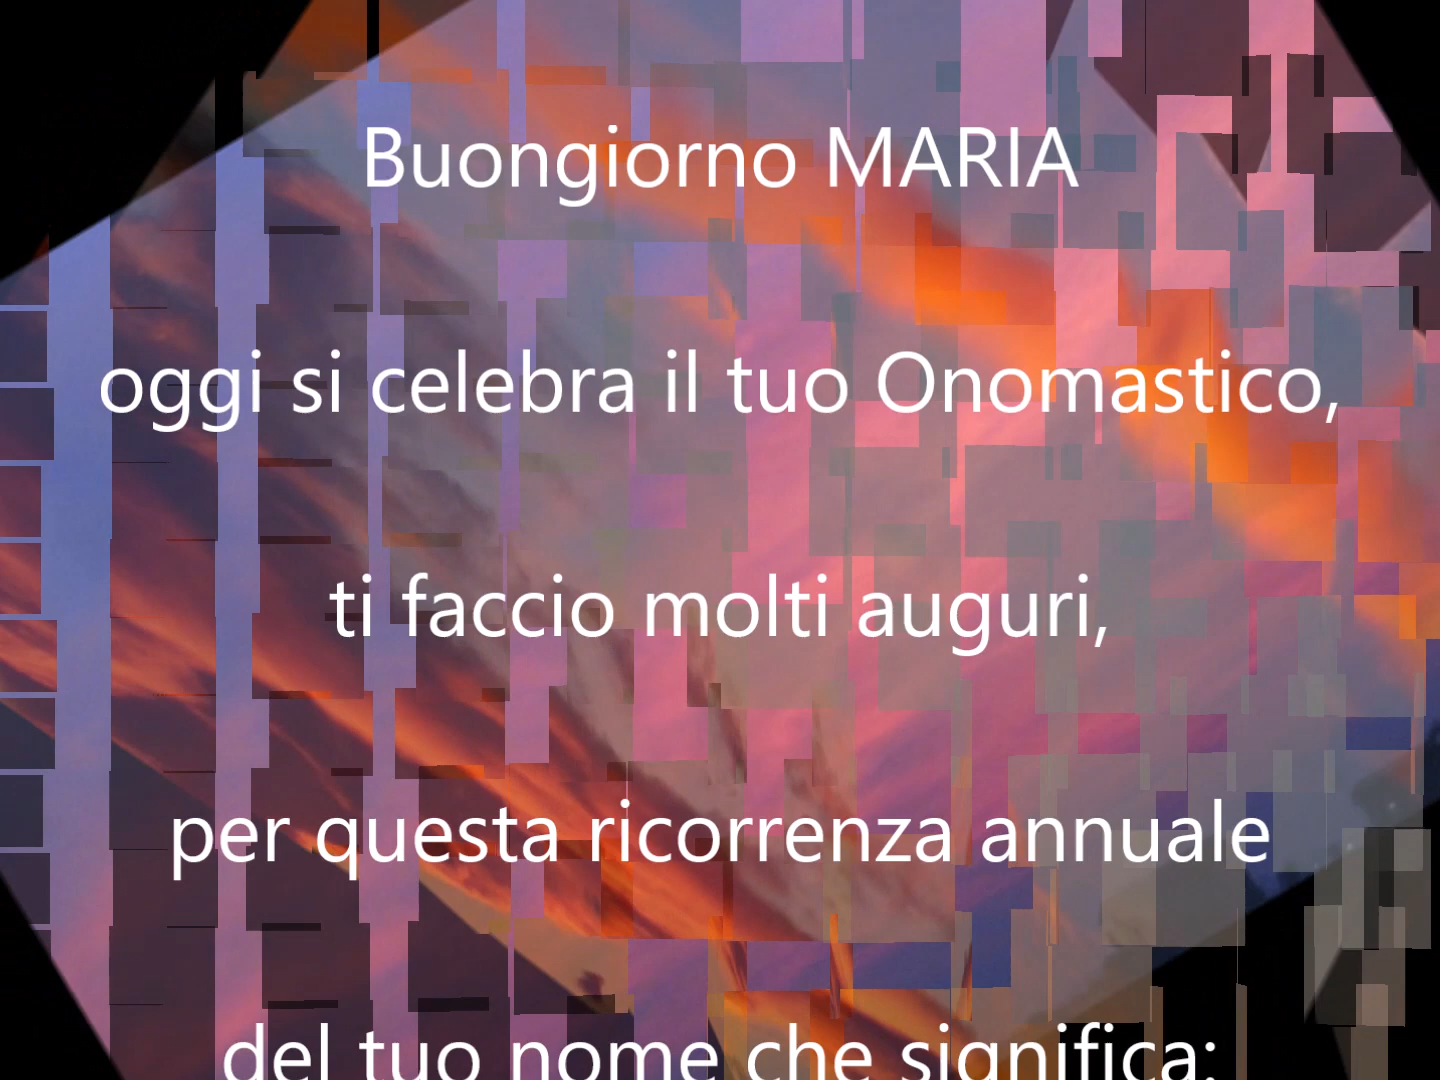 Buongiorno MARIA
oggi si celebra il tuo Onomastico,
ti faccio molti auguri,
per questa ricorrenza annuale
del tuo nome che significa: